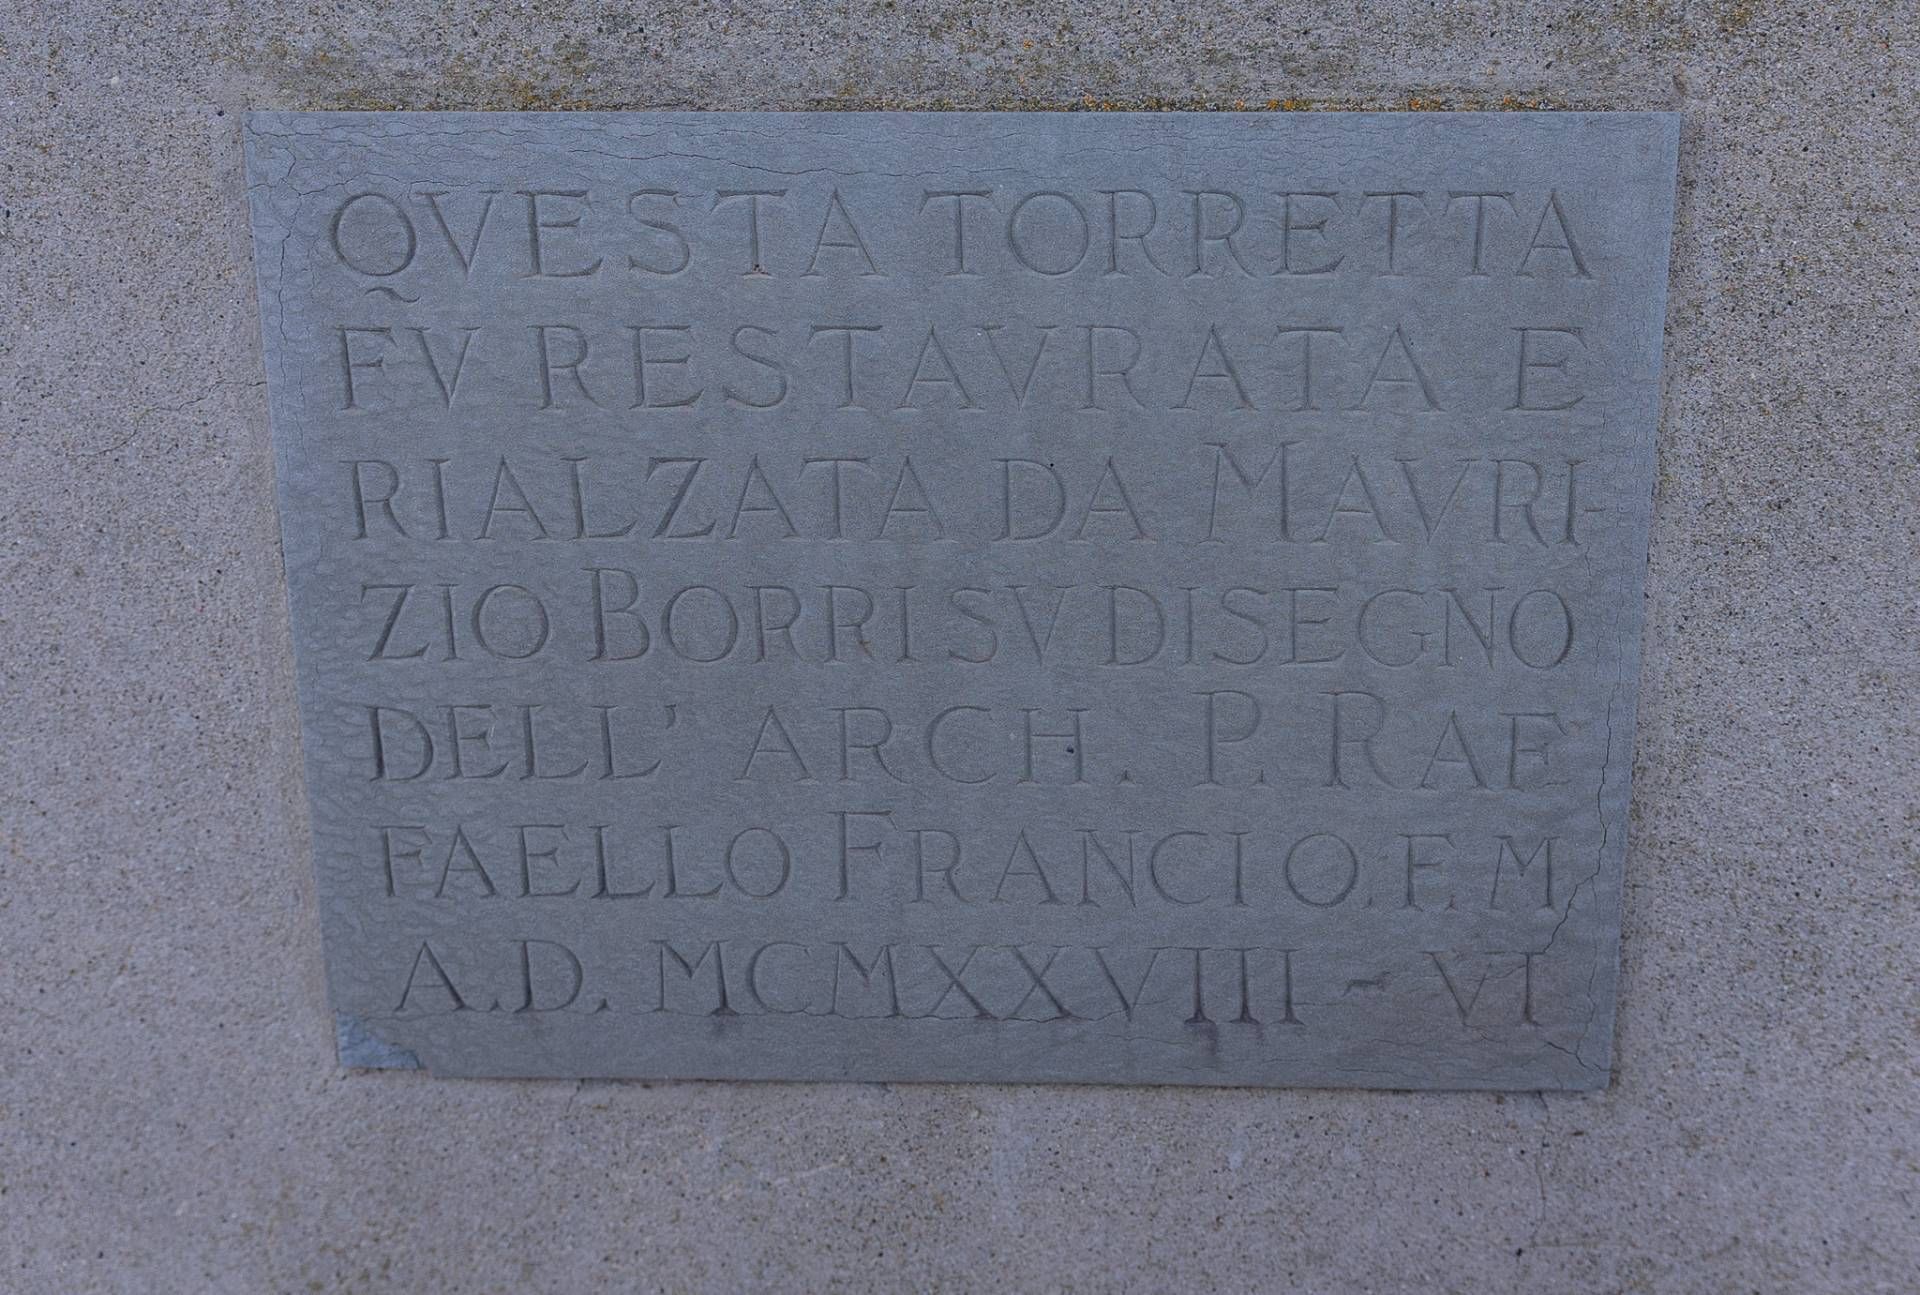 QVESTA TORRETTA
FV RESTAVRATA E
RIALZATA DA MAVRI-
ZIO BORRI SV DISEGNO
DELL' ARCH. P. RAF
FAELLO FRANCI O.F.M
A.D. MCMXXVIII - VI